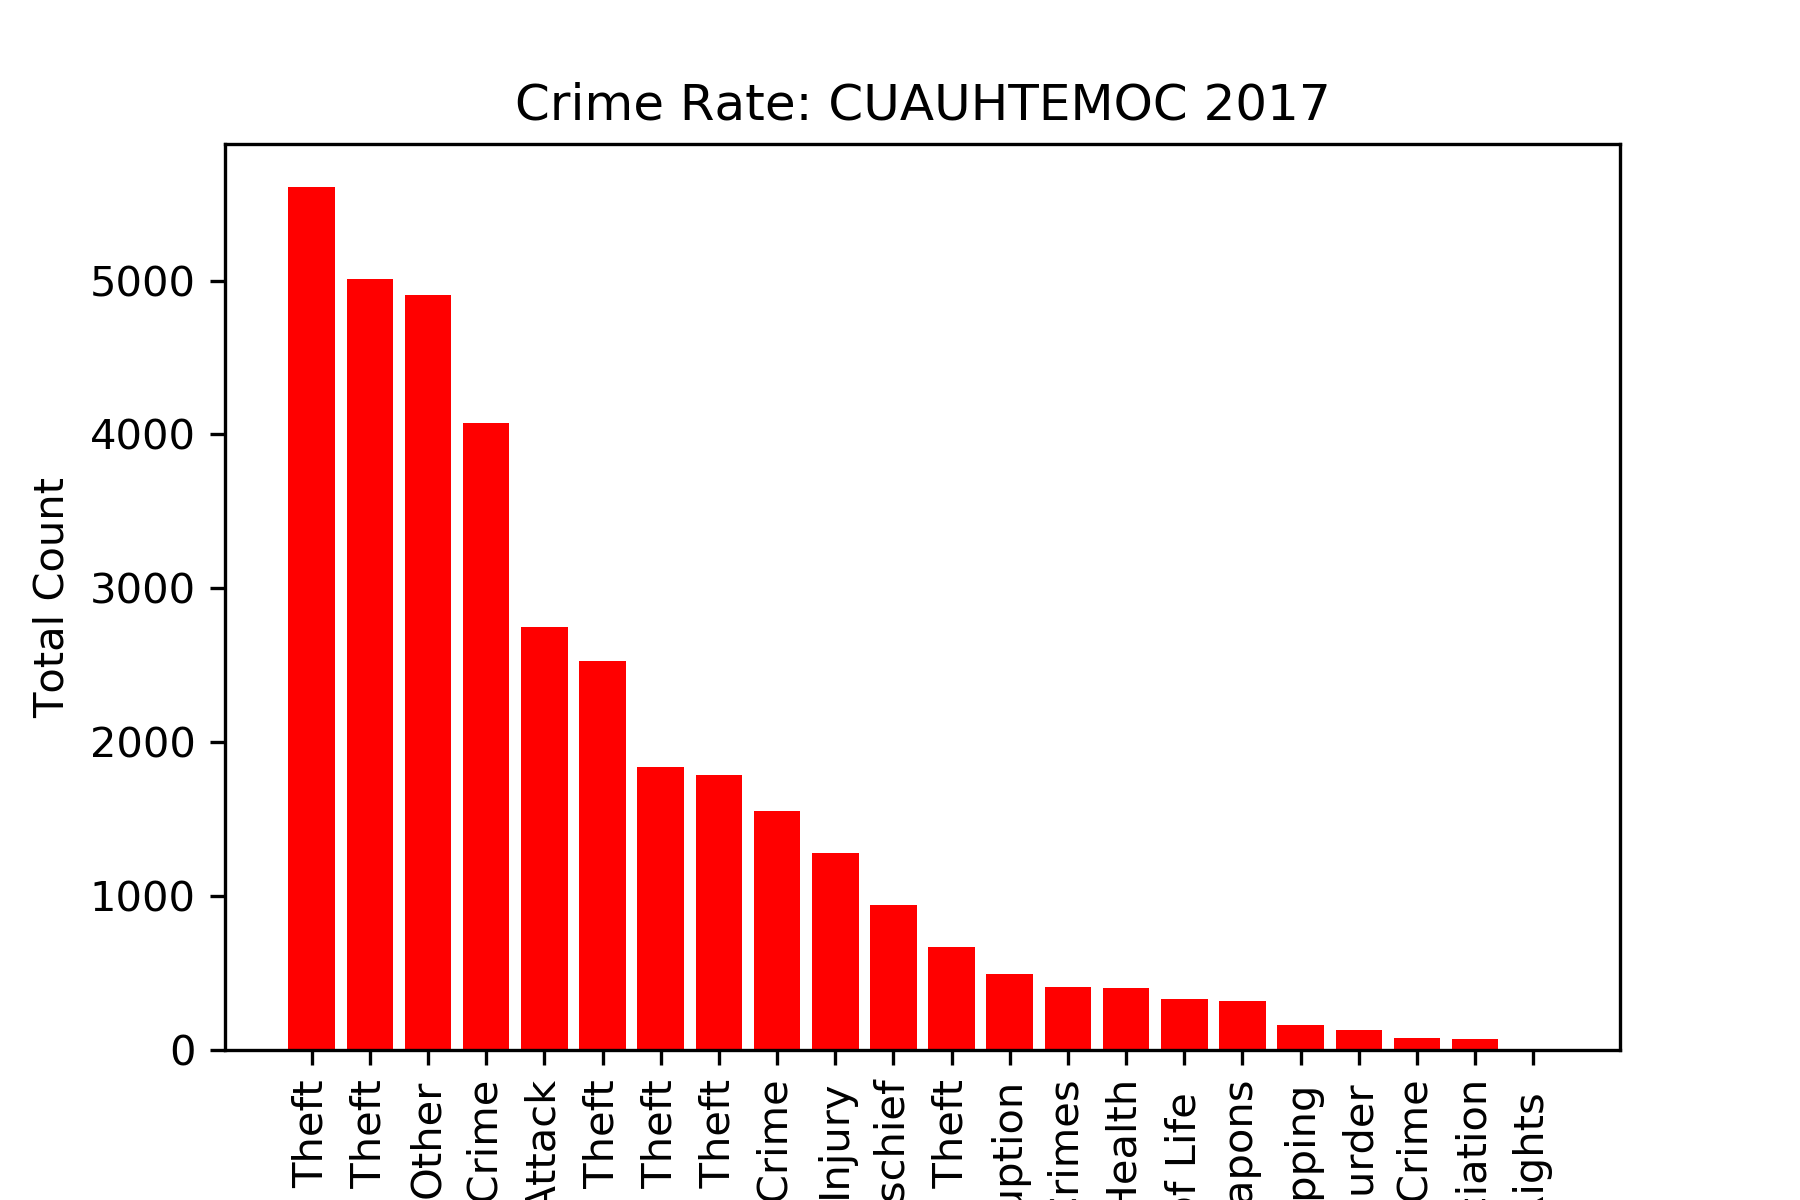 Crime Rate: CUAUHTEMOC 2017
Total Count
5000
4000
3000
2000
1000
0
Theft
Theft
Other
Crime
Attack
Theft
Theft
Theft
Crime
Injury
schief
Theft
uption
rimes
Health
of Life
apons
pping
urder
Crime
iation
ights